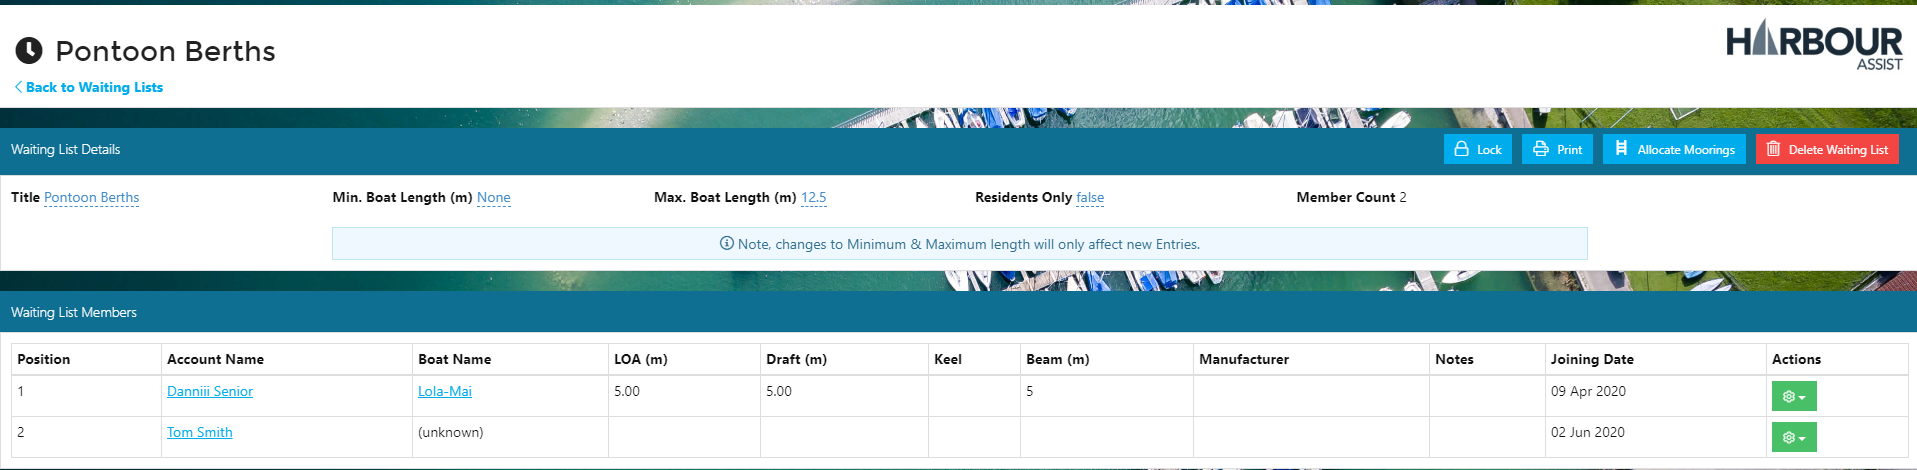 Pontoon Berths
HARBOUR
ASSIST
Back to Waiting Lists
Waiting List Details
Lock
Print
Allocate Moorings
Delete Waiting List
Title Pontoon Berths
Min. Boat Length (m) None
Max. Boat Length (m) 12.5
Residents Only false
Member Count 2
Note, changes to Minimum & Maximum length will only affect new Entries.
Waiting List Members
Position Account Name Boat Name LOA (m) Draft (m) Keel Beam (m) Manufacturer Notes Joining Date Actions
1 Danniii Senior Lola-Mai 5.00 5.00 5 09 Apr 2020
2 Tom Smith (unknown) 02 Jun 2020